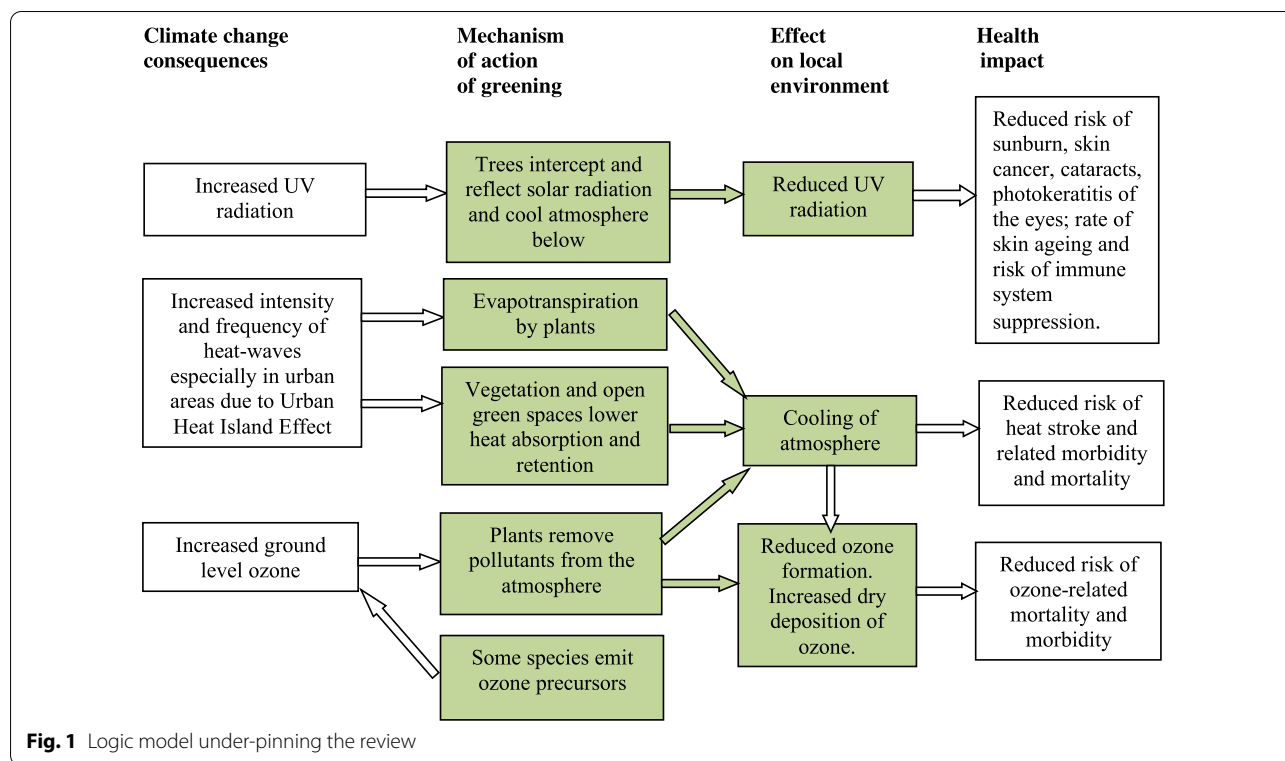 Climate change
consequences
Mechanism
of action
of greening
Effect
on local
environment
Health
impact
Increased UV
radiation
Trees intercept and
reflect solar radiation
and cool atmosphere
below
Reduced UV
radiation
Reduced risk of
sunburn, skin
cancer, cataracts,
photokeratitis of
the eyes; rate of
skin ageing and
risk of immune
system
suppression.
Increased intensity
and frequency of
heat-waves
especially in urban
areas due to Urban
Heat Island Effect
Evapotranspiration
by plants
Vegetation and open
green spaces lower
heat absorption and
retention
Cooling of
atmosphere
Reduced risk of
heat stroke and
related morbidity
and mortality
Increased ground
level ozone
Plants remove
pollutants from the
atmosphere
Reduced ozone
formation.
Increased dry
deposition of
ozone.
Reduced risk of
ozone-related
mortality and
morbidity
Some species emit
ozone precursors
Fig. 1 Logic model under-pinning the review